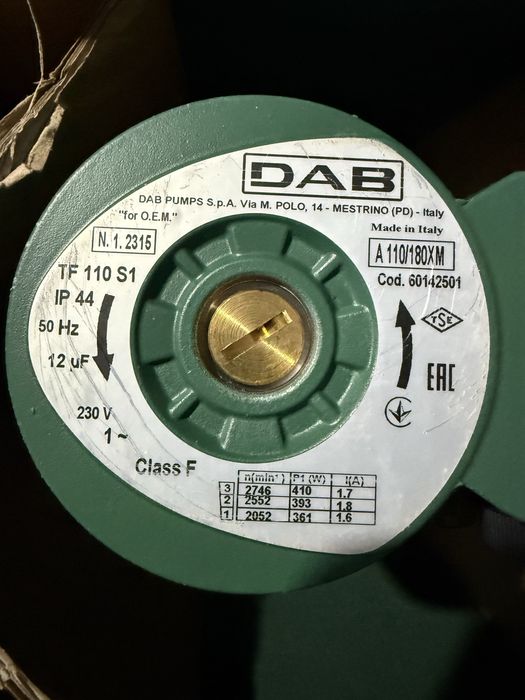 DAB
DAB PUMPS S.p.A. Via M. POLO, 14 - MESTRINO (PD) - Italy
"for O.E.M."
Made in Italy
N. 1. 2315
A 110/180XM
Cod. 60142501
TF 110 S1
IP 44
50 Hz
12 µF
TSE
EAC
230 V
1 ~
Class F
n(min⁻¹) P1 (W) I(A)
3 2746 410 1.7
2 2552 393 1.8
1 2052 361 1.6